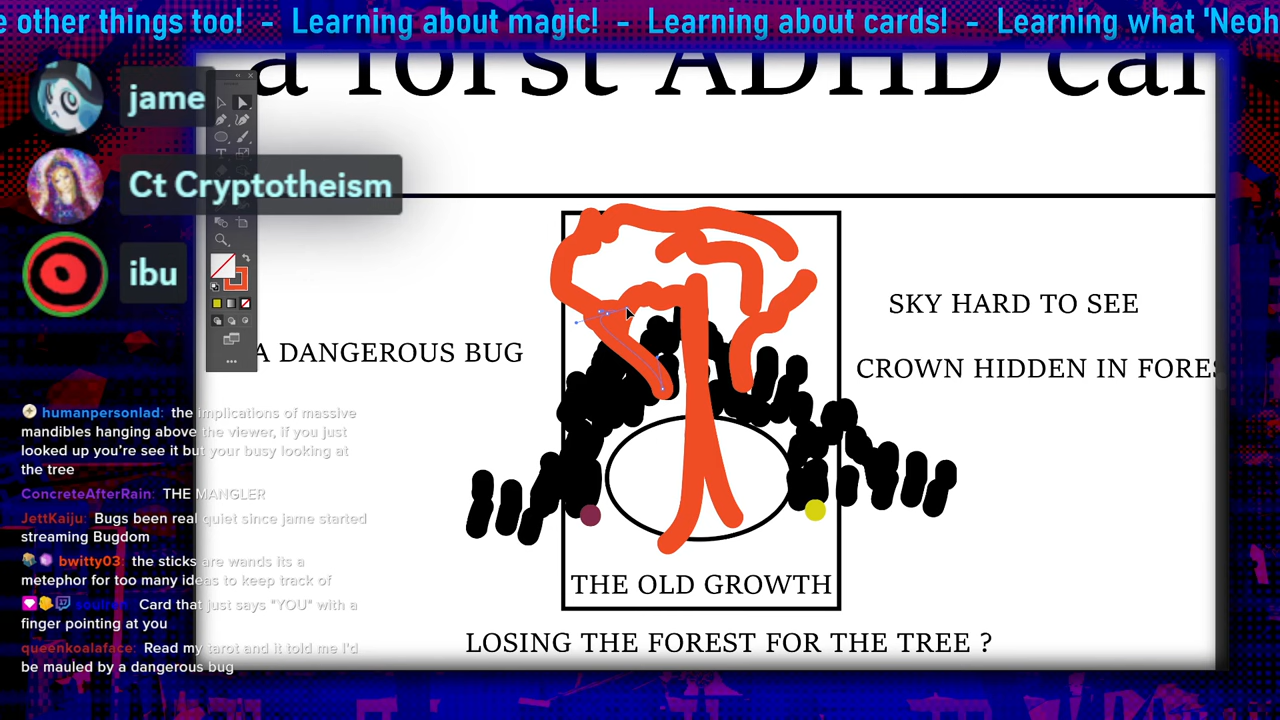 e other things too! - Learning about magic! - Learning about cards! - Learning what 'Neoh
a forst ADHD car
jame
Ct Cryptotheism
ibu
SKY HARD TO SEE
A DANGEROUS BUG
CROWN HIDDEN IN FORES
humanpersonlad: the implications of massive
mandibles hanging above the viewer, if you just
looked up you're see it but your busy looking at
the tree
ConcreteAfterRain: THE MANGLER
JettKaiju: Bugs been real quiet since jame started
streaming Bugdom
bwitty03: the sticks are wands its a
metephor for too many ideas to keep track of
Card that just says "YOU" with a
finger pointing at you
queenkoalaface: Read my tarot and it told me I'd
be mauled by a dangerous bug
THE OLD GROWTH
LOSING THE FOREST FOR THE TREE ?